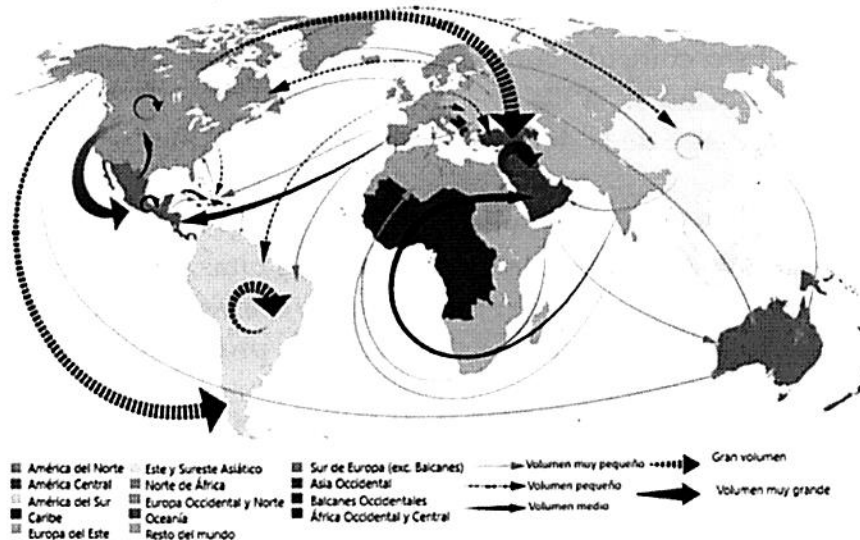 América del Norte
América Central
América del Sur
Caribe
Europa del Este
Este y Sureste Asiático
Norte de África
Europa Occidental y Norte
Oceanía
Resto del mundo
Sur de Europa (exc. Balcanes)
Asia Occidental
Balcanes Occidentales
África Occidental y Central
Volumen muy pequeño
Volumen pequeño
Volumen medio
Gran volumen
Volumen muy grande